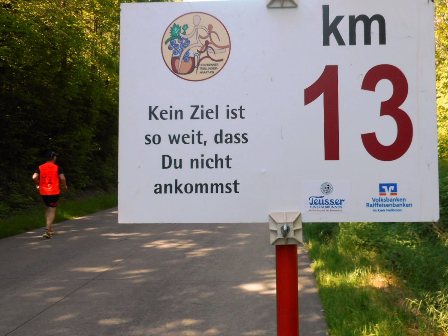 km
13
Kein Ziel ist
so weit, dass
Du nicht
ankommst
Teusser
Volksbanken
Raiffeisenbanken